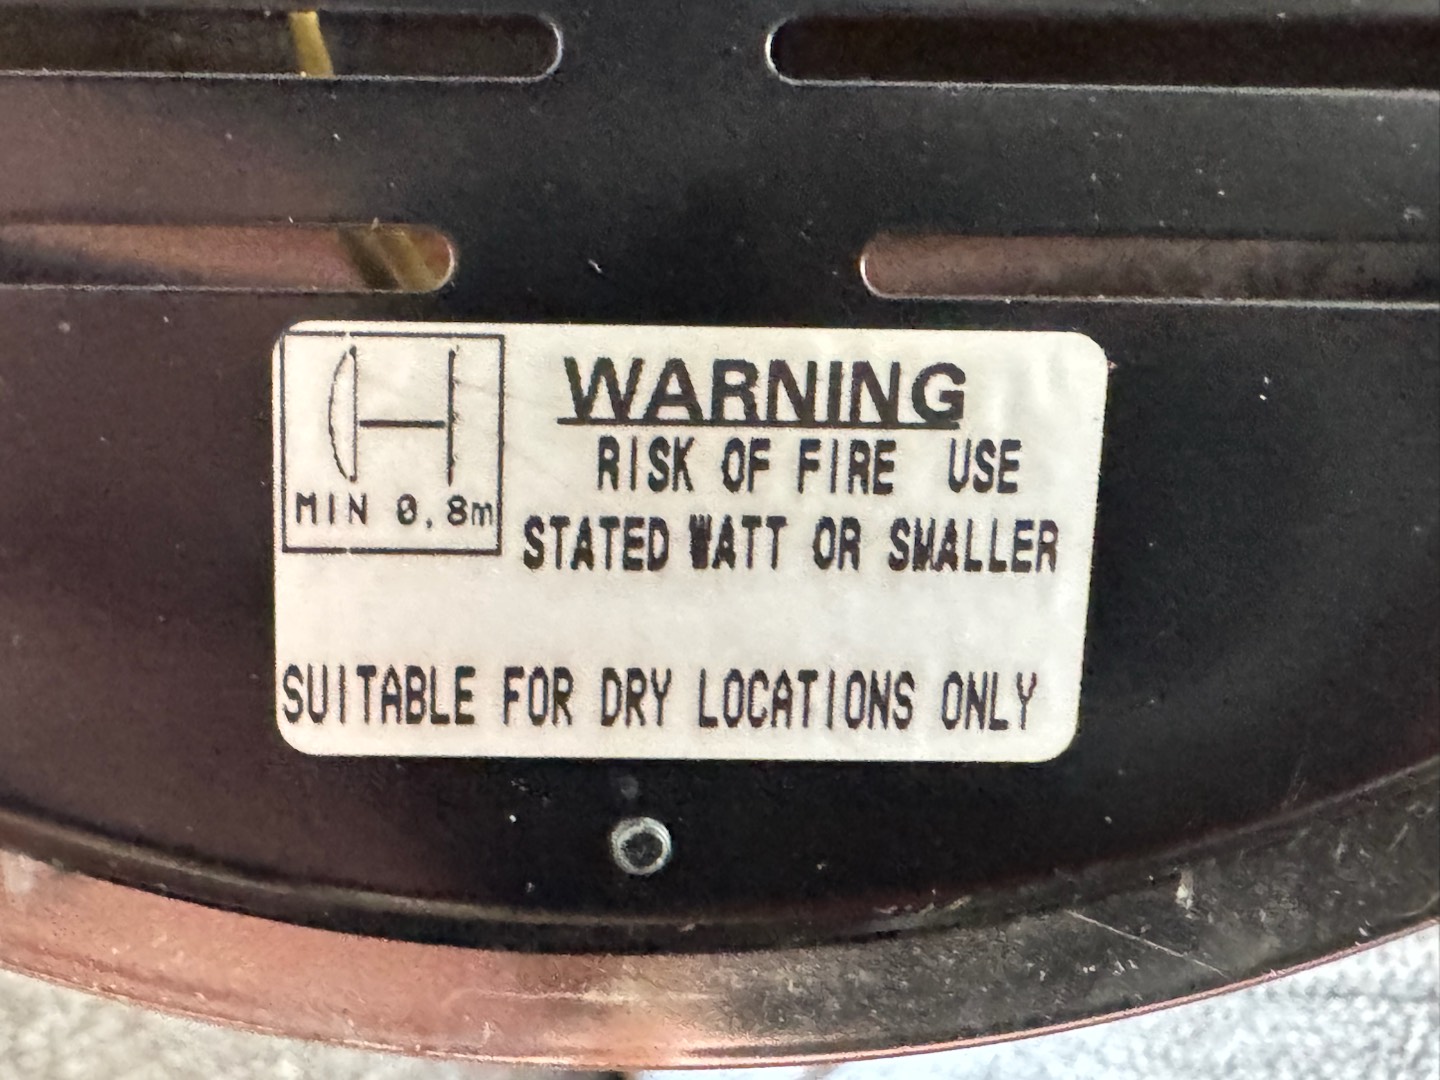 WARNING
RISK OF FIRE USE
STATED WATT OR SMALLER
MIN 0,8m
SUITABLE FOR DRY LOCATIONS ONLY